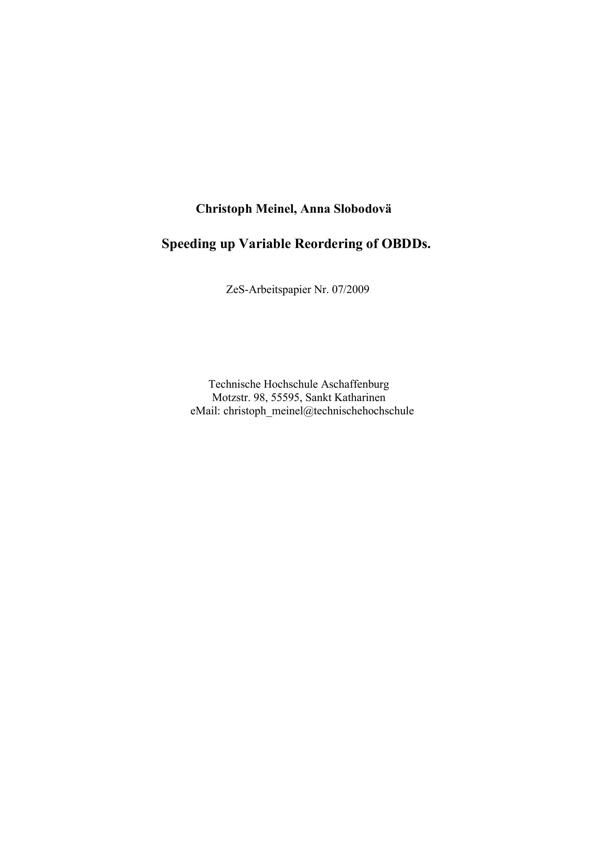 Christoph Meinel, Anna Slobodovä
Speeding up Variable Reordering of OBDDs.
ZeS-Arbeitspapier Nr. 07/2009
Technische Hochschule Aschaffenburg
Motzstr. 98, 55595, Sankt Katharinen
eMail: christoph_meinel@technischehochschule